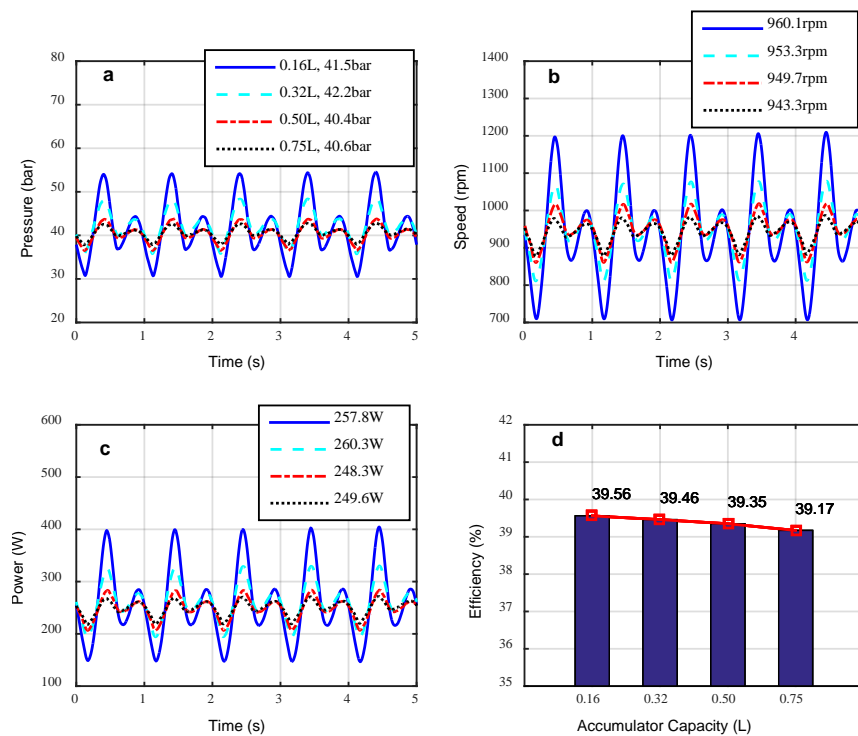 a
80
70
60
50
40
30
20
0
1
2
3
4
5
Pressure (bar)
Time (s)
0.16L, 41.5bar
0.32L, 42.2bar
0.50L, 40.4bar
0.75L, 40.6bar
b
1400
1300
1200
1100
1000
900
800
700
0
1
2
3
4
Speed (rpm)
Time (s)
960.1rpm
953.3rpm
949.7rpm
943.3rpm
c
600
500
400
300
200
100
0
1
2
3
4
5
Power (W)
Time (s)
257.8W
260.3W
248.3W
249.6W
d
42
41
40
39
38
37
36
35
39.56
39.46
39.35
39.17
0.16
0.32
0.50
0.75
Efficiency (%)
Accumulator Capacity (L)